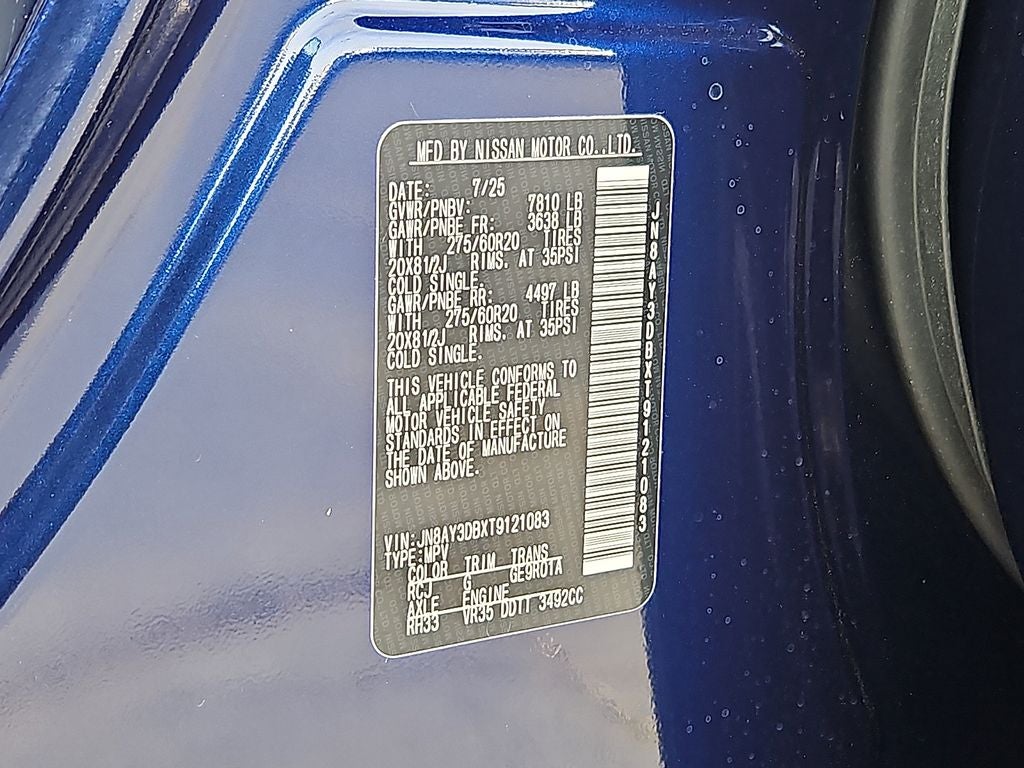 MFD BY NISSAN MOTOR CO.,LTD.
DATE: 7/25
GVWR/PNBV: 7810 LB
GAWR/PNBE FR: 3638 LB
WITH 275/60R20 TIRES
20X81/2J RIMS. AT 35PSI
COLD SINGLE.
GAWR/PNBE RR: 4497 LB
WITH 275/60R20 TIRES
20X81/2J RIMS. AT 35PSI
COLD SINGLE.
THIS VEHICLE CONFORMS TO
ALL APPLICABLE FEDERAL
MOTOR VEHICLE SAFETY
STANDARDS IN EFFECT ON
THE DATE OF MANUFACTURE
SHOWN ABOVE.
VIN:JN8AY3DBXT9121083
TYPE:MPV
COLOR TRIM TRANS
RCJ G GE9R01A
AXLE ENGINE
RH33 VR35 DDTT 3492CC
JN8AY3DBXT9121083